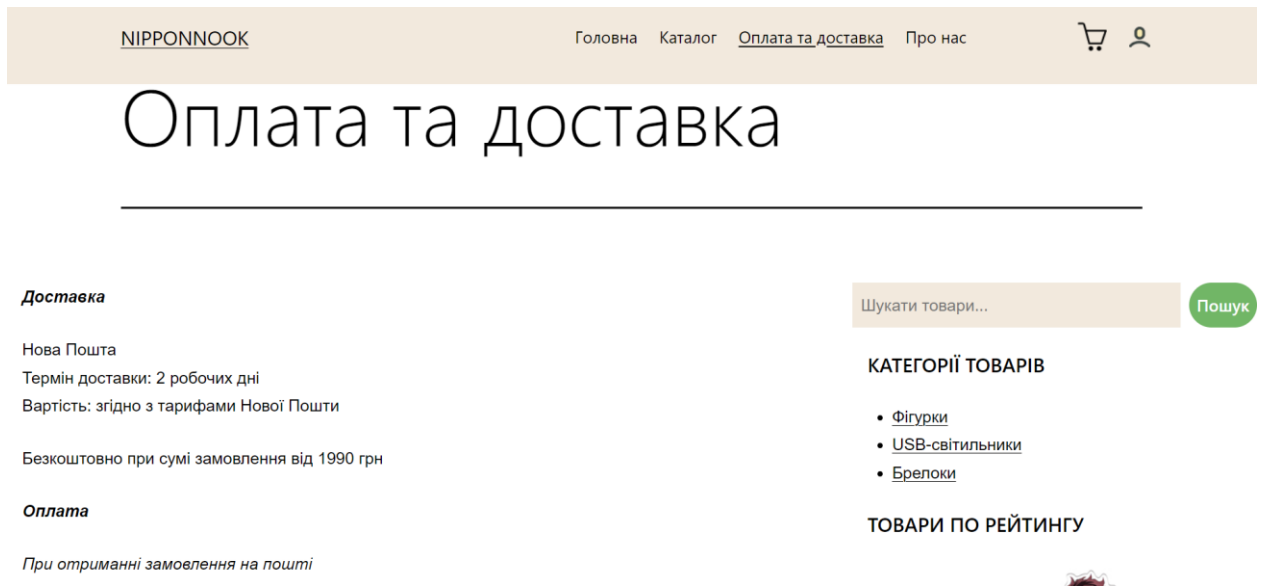 NIPPONNOOK
Головна Каталог Оплата та доставка Про нас
Оплата та доставка
Доставка
Нова Пошта
Термін доставки: 2 робочих дні
Вартість: згідно з тарифами Нової Пошти
Безкоштовно при сумі замовлення від 1990 грн
Оплата
При отриманні замовлення на пошті
Шукати товари... Пошук
КАТЕГОРІЇ ТОВАРІВ
Фігурки
USB-світильники
Брелоки
ТОВАРИ ПО РЕЙТИНГУ